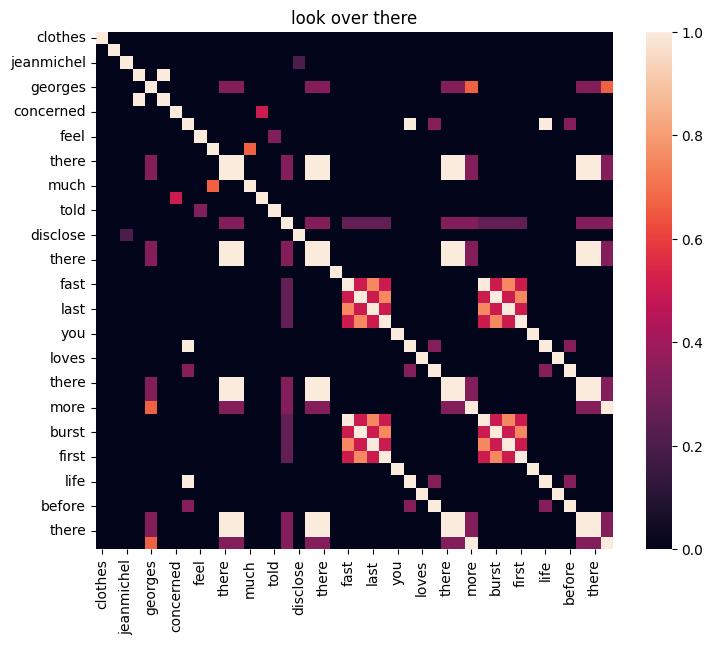 look over there
clothes
jeanmichel
georges
concerned
feel
there
much
told
disclose
there
fast
last
you
loves
there
more
burst
first
life
before
there
1.0
0.8
0.6
0.4
0.2
0.0
clothes
jeanmichel
georges
concerned
feel
there
much
told
disclose
there
fast
last
you
loves
there
more
burst
first
life
before
there